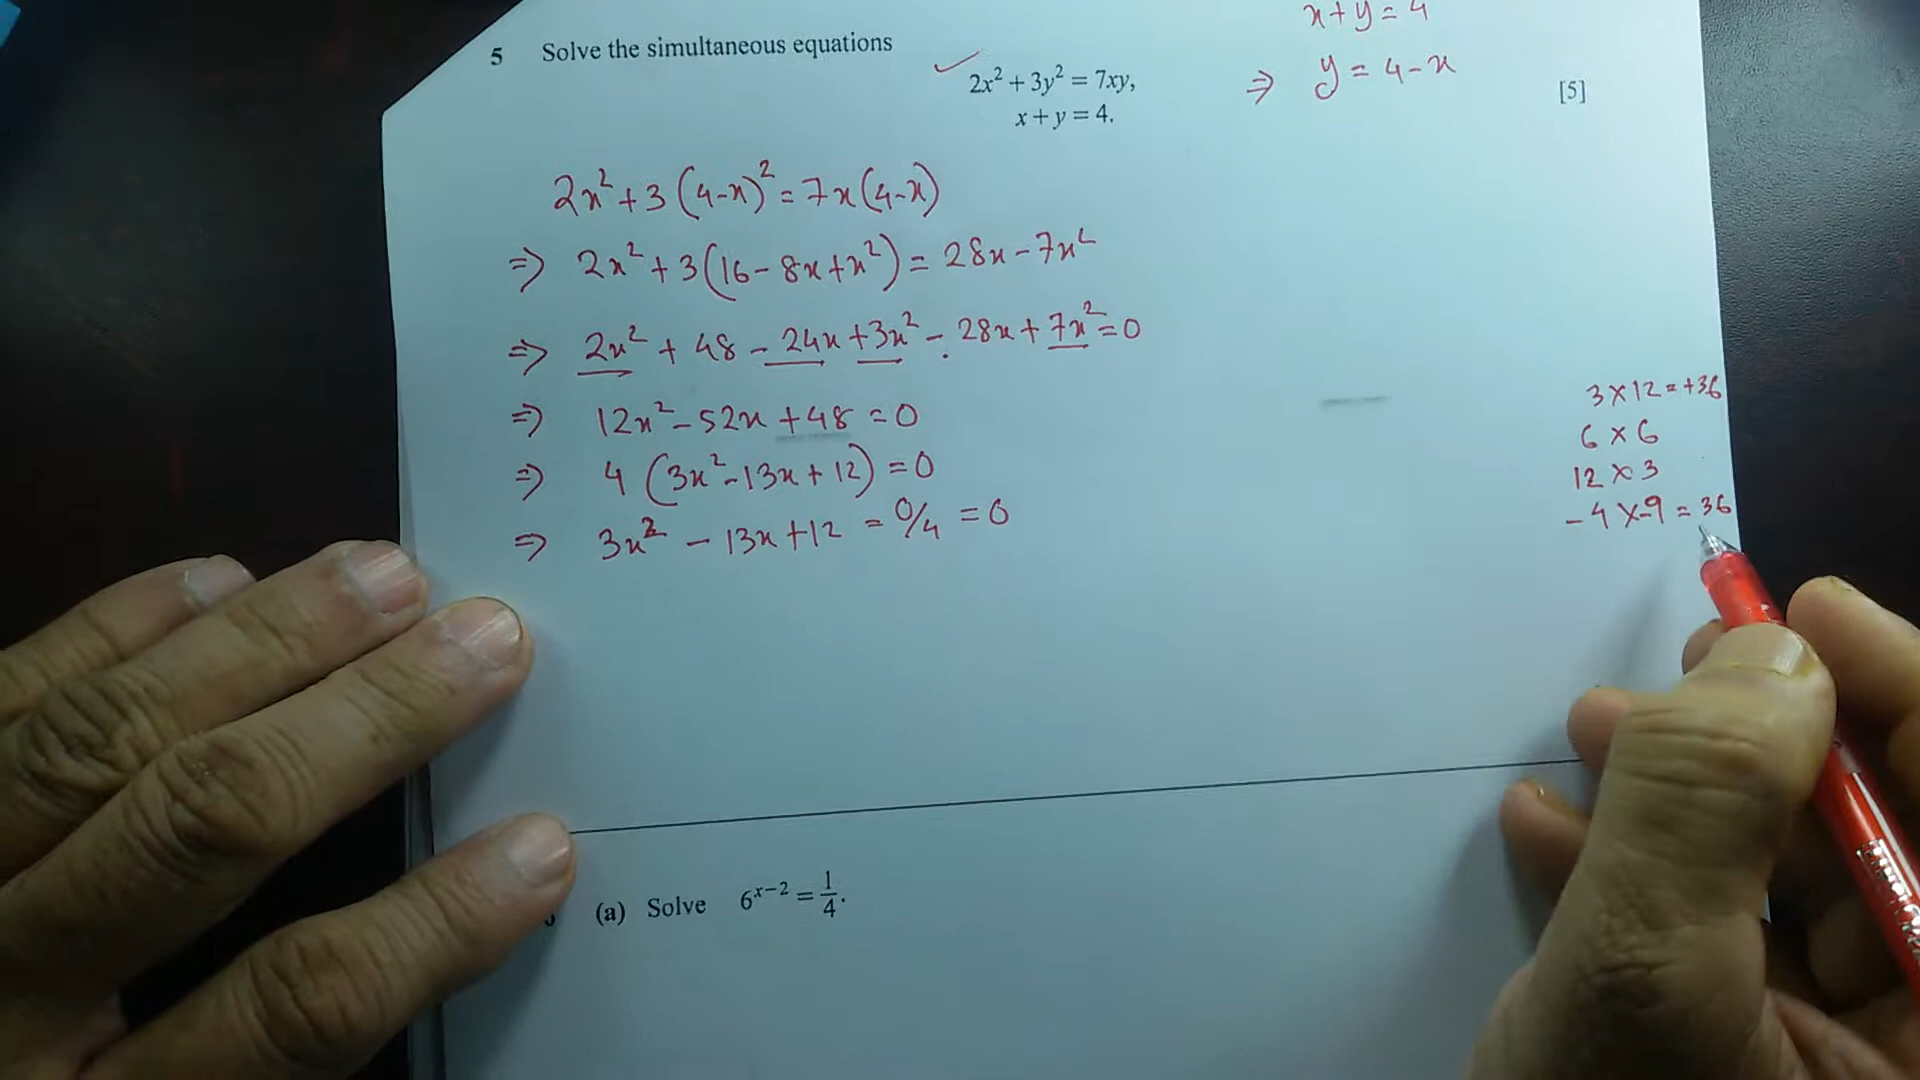 x+y=4
5 Solve the simultaneous equations
2x² + 3y² = 7xy,
⇒ y = 4-x
x+y = 4.
[5]
2x²+3(4-x)²=7x(4-x)
⇒ 2x²+3(16-8x+x²)=28x-7x²
⇒ 2x²+48-24x+3x²-28x+7x²=0
⇒ 12x²-52x+48=0
⇒ 4(3x²-13x+12)=0
⇒ 3x²-13x+12=0/4=0
3×12=+36
6×6
12×3
-4×-9=36
(a) Solve 6ˣ⁻² = 1/4.